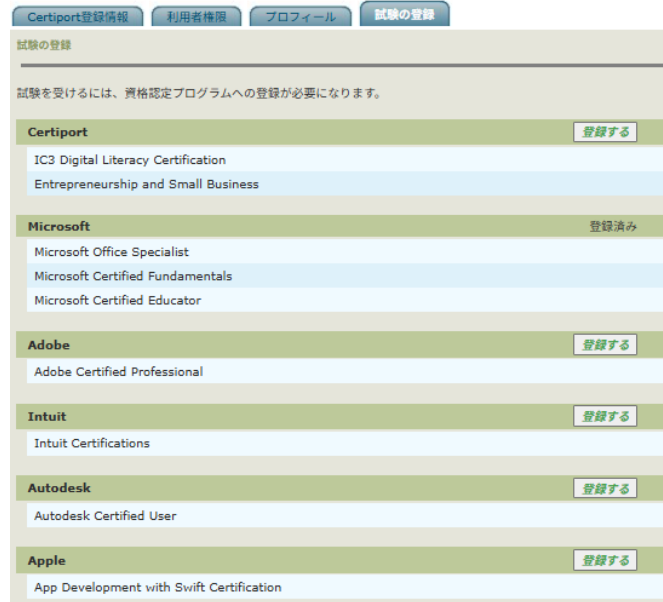 Certiport登録情報 利用者権限 プロフィール 試験の登録
試験の登録
試験を受けるには、資格認定プログラムへの登録が必要になります。
Certiport 登録する
IC3 Digital Literacy Certification
Entrepreneurship and Small Business
Microsoft 登録済み
Microsoft Office Specialist
Microsoft Certified Fundamentals
Microsoft Certified Educator
Adobe 登録する
Adobe Certified Professional
Intuit 登録する
Intuit Certifications
Autodesk 登録する
Autodesk Certified User
Apple 登録する
App Development with Swift Certification